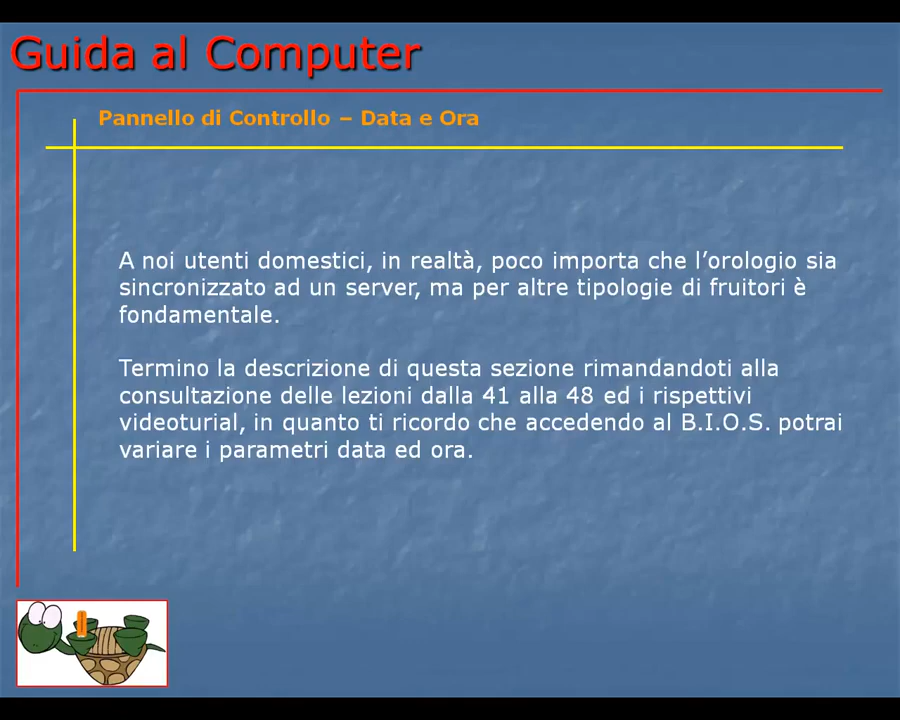 Guida al Computer
Pannello di Controllo – Data e Ora
A noi utenti domestici, in realtà, poco importa che l’orologio sia
sincronizzato ad un server, ma per altre tipologie di fruitori è
fondamentale.
Termino la descrizione di questa sezione rimandandoti alla
consultazione delle lezioni dalla 41 alla 48 ed i rispettivi
videoturial, in quanto ti ricordo che accedendo al B.I.O.S. potrai
variare i parametri data ed ora.